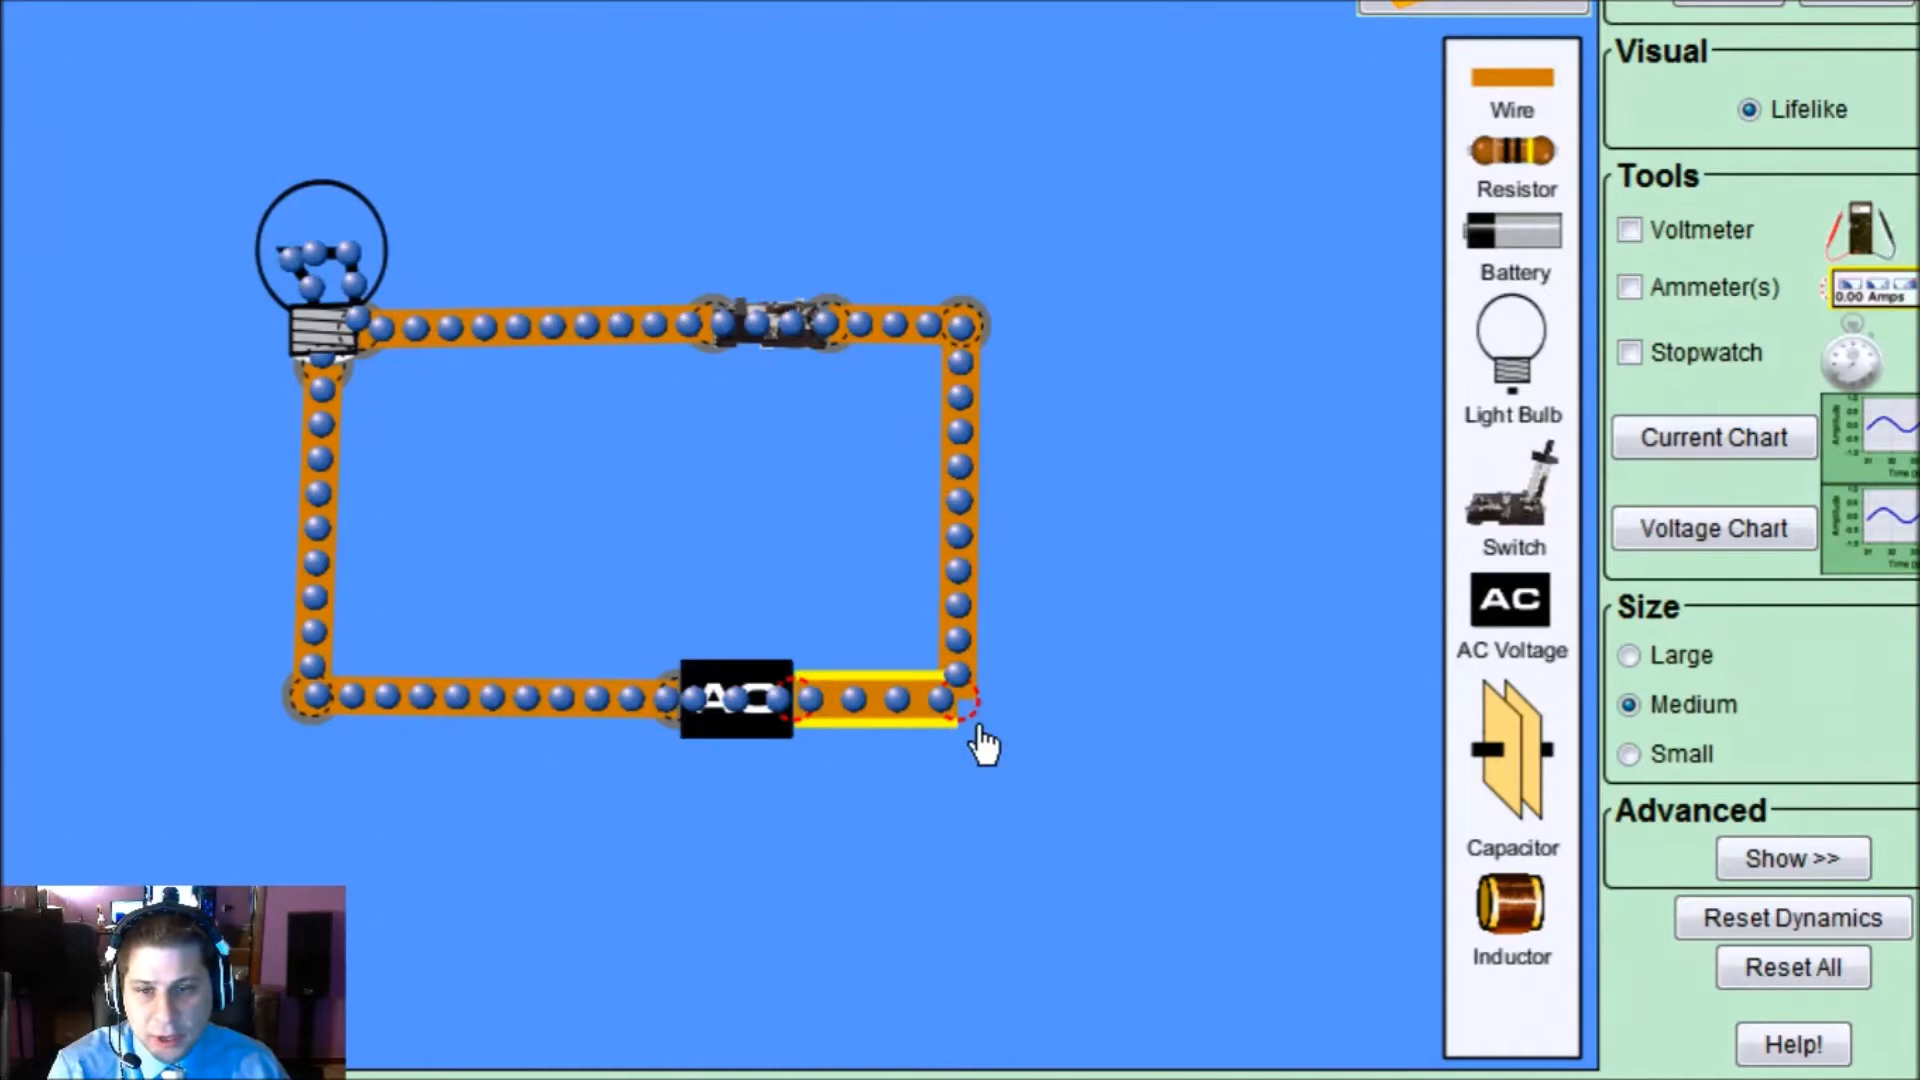 Wire
Resistor
Battery
Light Bulb
Switch
AC
AC Voltage
Capacitor
Inductor
AC
Visual
Lifelike
Tools
Voltmeter
Ammeter(s)
0.00 Amps
Stopwatch
Current Chart
Voltage Chart
Size
Large
Medium
Small
Advanced
Show >>
Reset Dynamics
Reset All
Help!